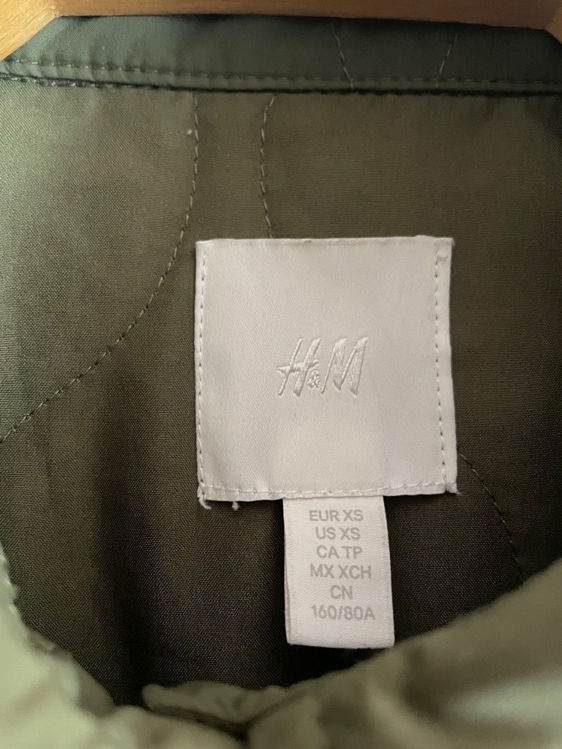 H&M
EUR XS
US XS
CA TP
MX XCH
CN
160/80A